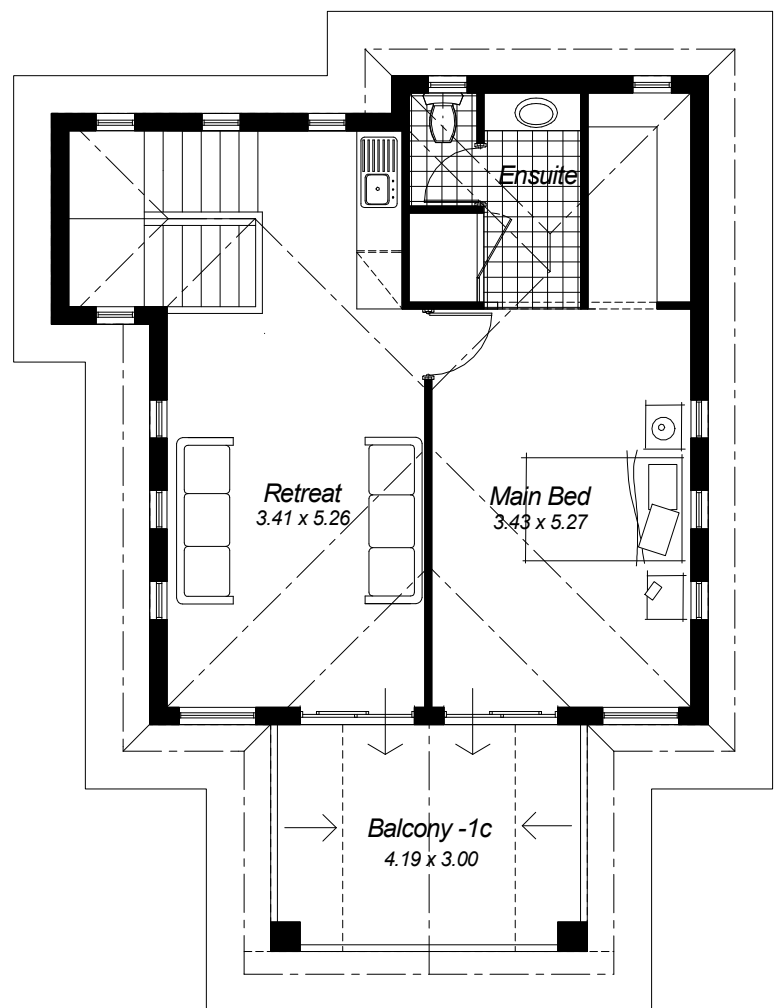 Ensuite
Retreat
3.41 x 5.26
Main Bed
3.43 x 5.27
Balcony -1c
4.19 x 3.00